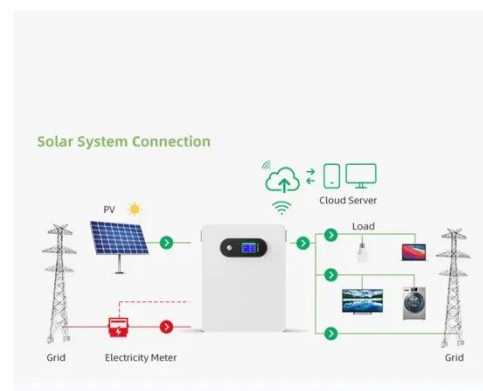 Solar System Connection
Cloud Server
PV
Load
Grid
Electricity Meter
Grid